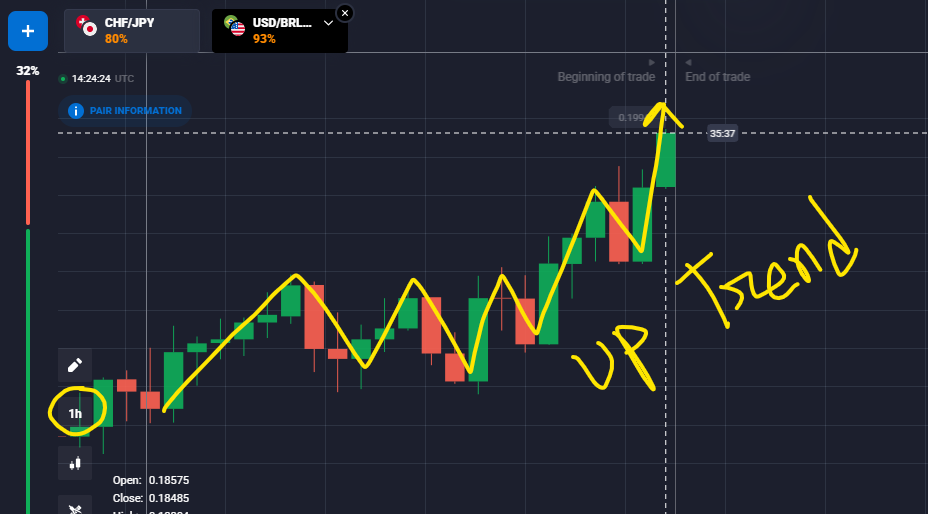 CHF/JPY
80%
USD/BRL...
93%
32%
14:24:24 UTC
Beginning of trade
End of trade
PAIR INFORMATION
0.199
35:37
UP Trend
1h
Open: 0.18575
Close: 0.18485